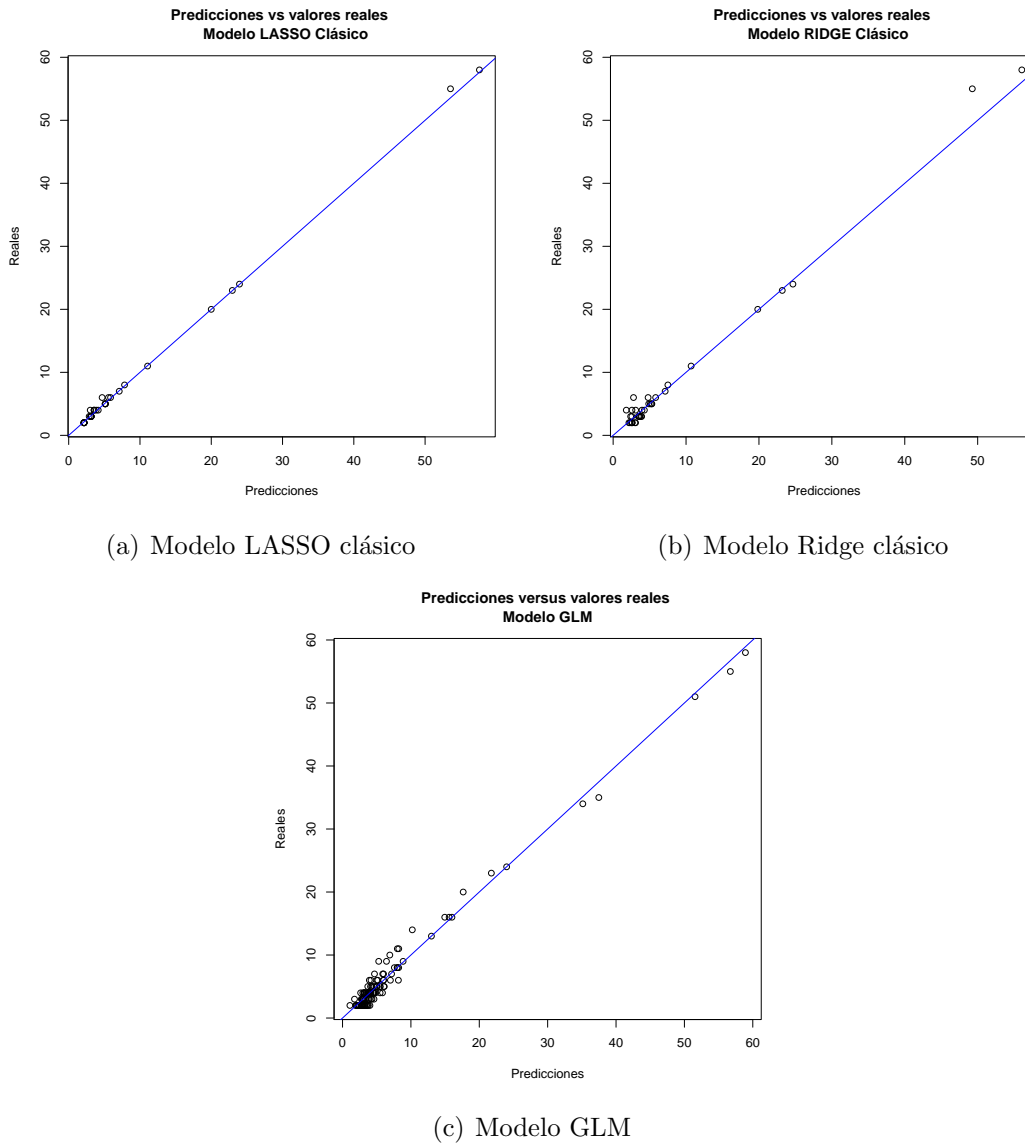 Predicciones vs valores reales
Modelo LASSO Clásico
60
50
40
30
20
10
0
Reales
0 10 20 30 40 50
Predicciones
(a) Modelo LASSO clásico
Predicciones vs valores reales
Modelo RIDGE Clásico
60
50
40
30
20
10
0
Reales
0 10 20 30 40 50
Predicciones
(b) Modelo Ridge clásico
Predicciones versus valores reales
Modelo GLM
60
50
40
30
20
10
0
Reales
0 10 20 30 40 50 60
Predicciones
(c) Modelo GLM